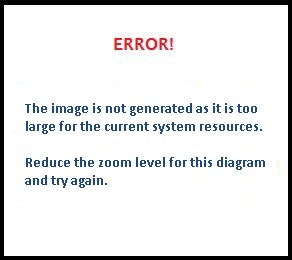 ERROR!
The image is not generated as it is too
large for the current system resources.
Reduce the zoom level for this diagram
and try again.